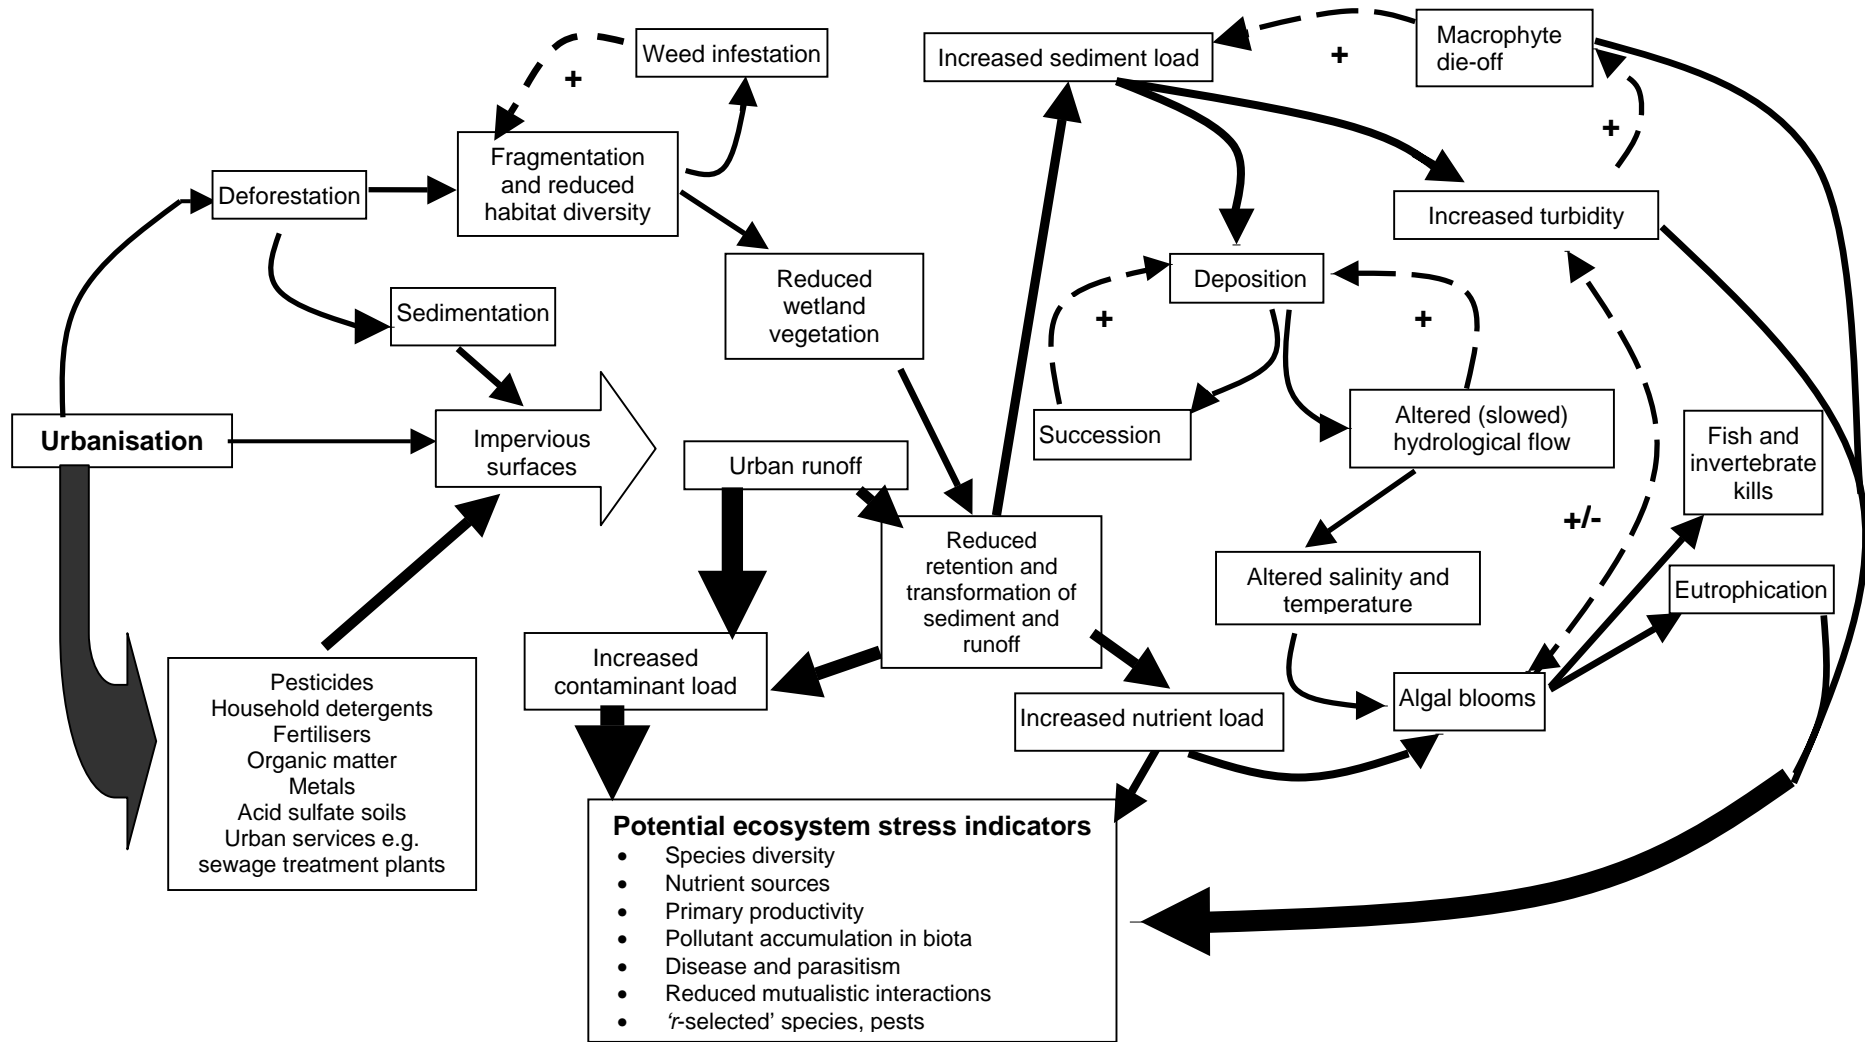 Weed infestation
+
Increased sediment load
+
Macrophyte
die-off
+
Fragmentation
and reduced
habitat diversity
Deforestation
Increased turbidity
Reduced
wetland
vegetation
Deposition
Sedimentation
+
+
Urbanisation
Impervious
surfaces
Urban runoff
Succession
Altered (slowed)
hydrological flow
Fish and
invertebrate
kills
+/-
Reduced
retention and
transformation of
sediment and
runoff
Altered salinity and
temperature
Eutrophication
Increased
contaminant load
Pesticides
Household detergents
Fertilisers
Organic matter
Metals
Acid sulfate soils
Urban services e.g.
sewage treatment plants
Increased nutrient load
Algal blooms
Potential ecosystem stress indicators
• Species diversity
• Nutrient sources
• Primary productivity
• Pollutant accumulation in biota
• Disease and parasitism
• Reduced mutualistic interactions
• ‘r-selected’ species, pests